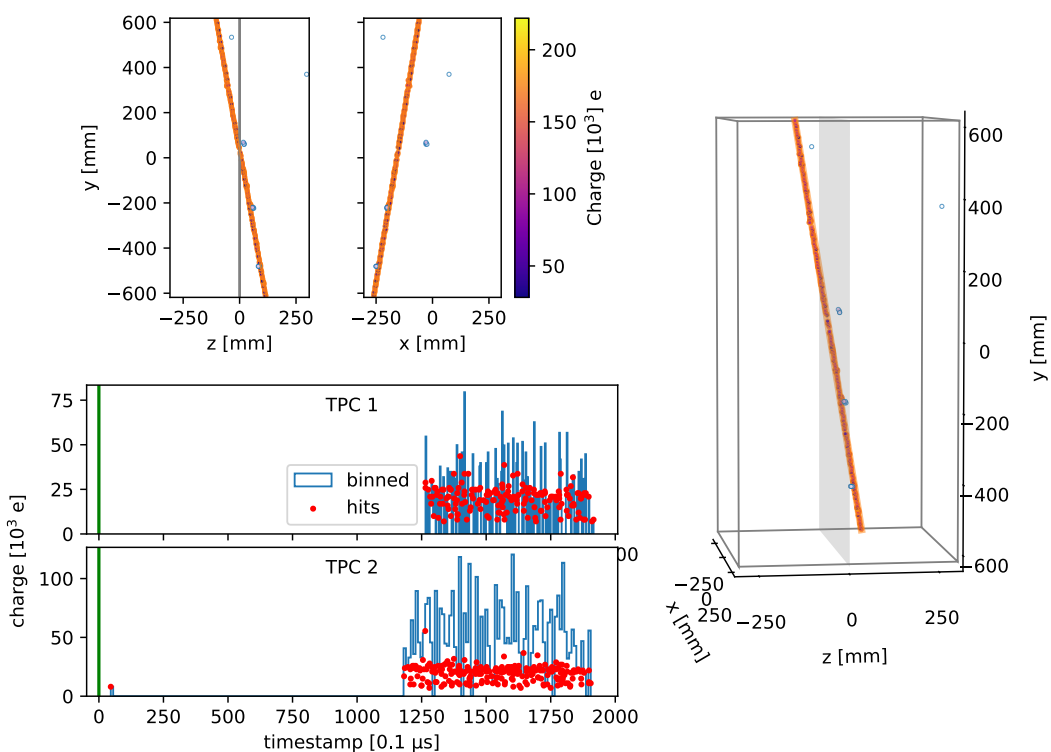 600
400
200
0
−200
−400
−600
y [mm]
−250 0 250
z [mm]
−250 0 250
x [mm]
200
150
100
50
Charge [10³] e
600
400
200
0
−200
−400
−600
y [mm]
−250
0
250
x [mm]
−250 0 250
z [mm]
75
50
25
0
TPC 1
binned
hits
00
charge [10³ e]
100
50
0
TPC 2
0 250 500 750 1000 1250 1500 1750 2000
timestamp [0.1 μs]